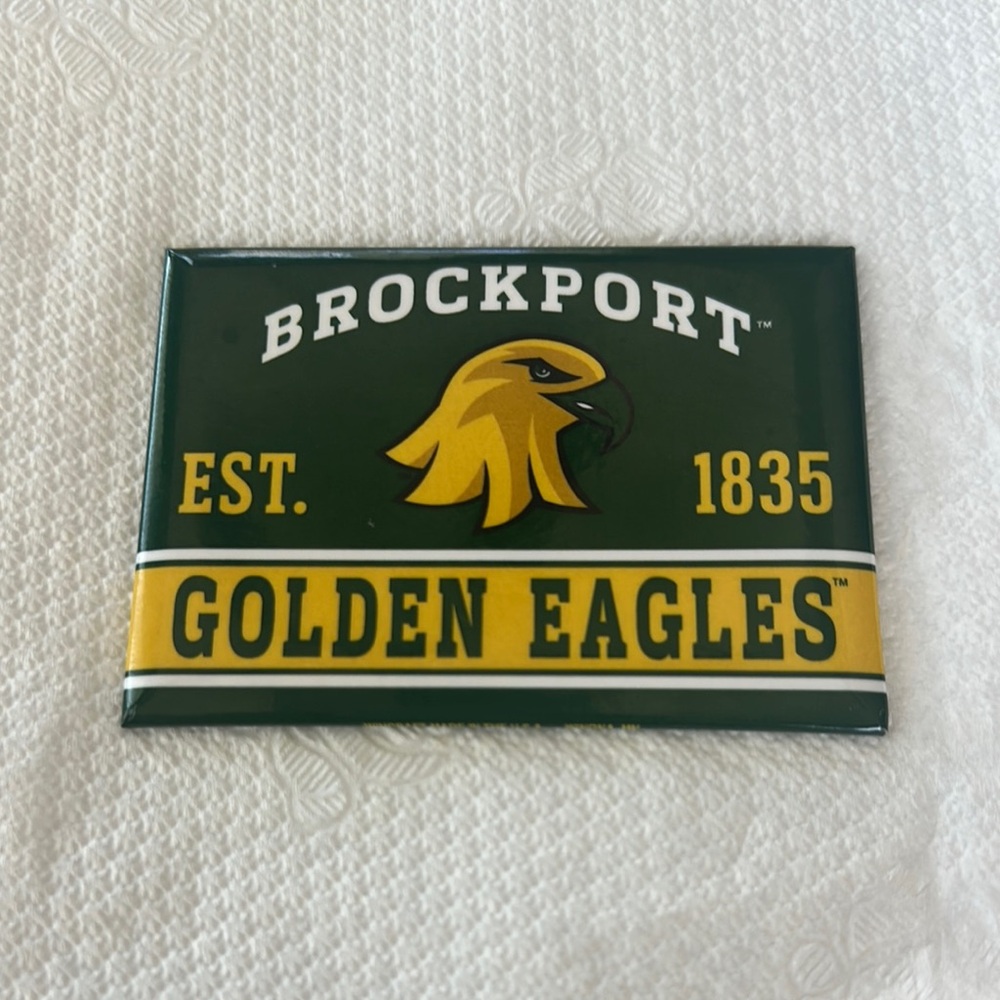 BROCKPORT™
EST. 1835
GOLDEN EAGLES™